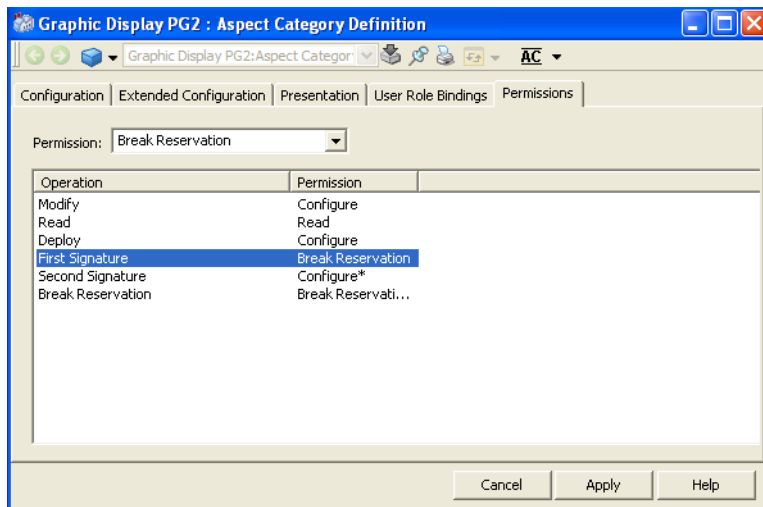 Graphic Display PG2 : Aspect Category Definition
Graphic Display PG2:Aspect Categor AC
Configuration Extended Configuration Presentation User Role Bindings Permissions
Permission: Break Reservation
Operation Permission
Modify Configure
Read Read
Deploy Configure
First Signature Break Reservation
Second Signature Configure*
Break Reservation Break Reservati...
Cancel Apply Help